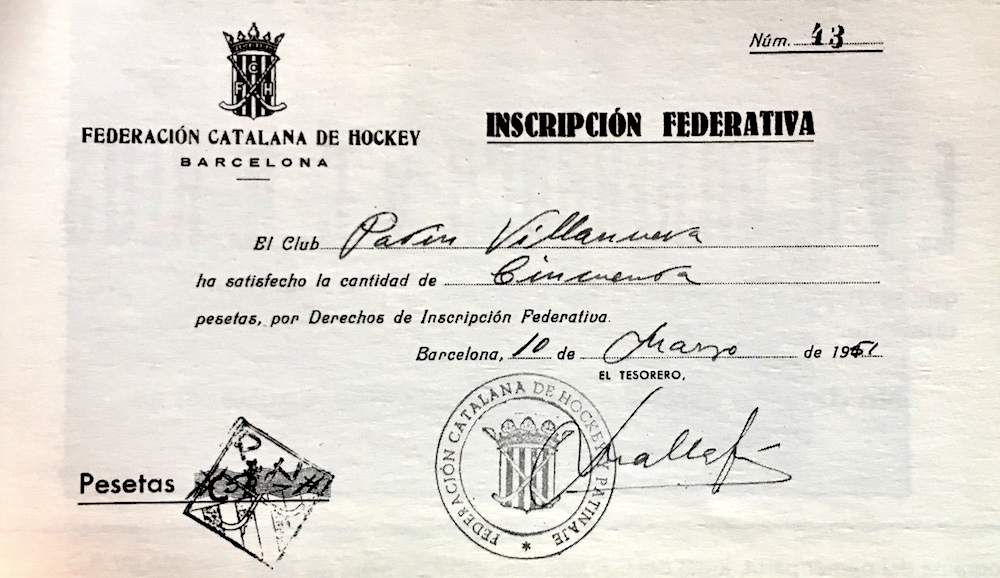 Núm. 43
C
F H
FEDERACIÓN CATALANA DE HOCKEY
BARCELONA
INSCRIPCIÓN FEDERATIVA
El Club Patín Villanueva
ha satisfecho la cantidad de Cincuenta
pesetas, por Derechos de Inscripción Federativa.
Barcelona, 10 de Marzo de 1951
EL TESORERO,
FEDERACIÓN CATALANA DE HOCKEY Y PATINAJE
Pesetas